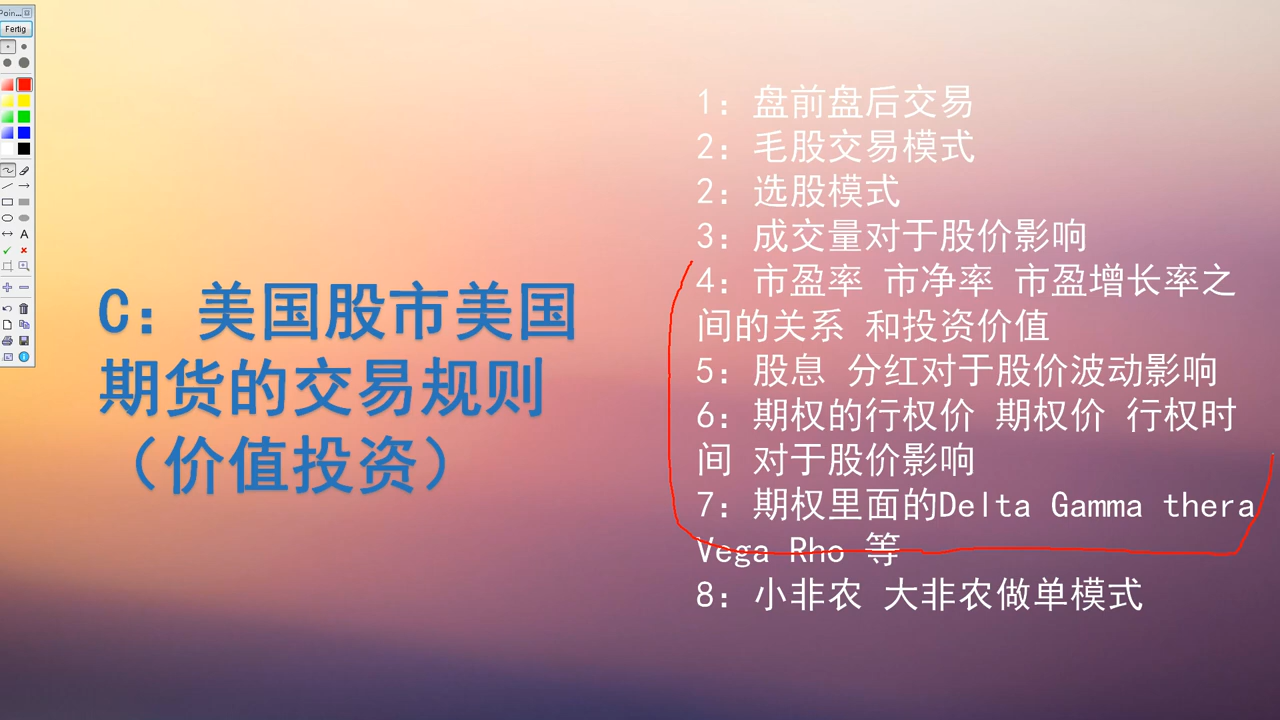 Poin...
Fertig
A
C：美国股市美国
期货的交易规则
（价值投资）
1：盘前盘后交易
2：毛股交易模式
2：选股模式
3：成交量对于股价影响
4：市盈率 市净率 市盈增长率之
间的关系 和投资价值
5：股息 分红对于股价波动影响
6：期权的行权价 期权价 行权时
间 对于股价影响
7：期权里面的Delta Gamma thera
Vega Rho 等
8：小非农 大非农做单模式